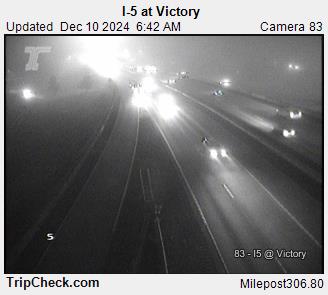 I-5 at Victory
Updated Dec 10 2024 6:42 AM Camera 83
T
S
83 - I5 @ Victory
TripCheck.com Milepost306.80